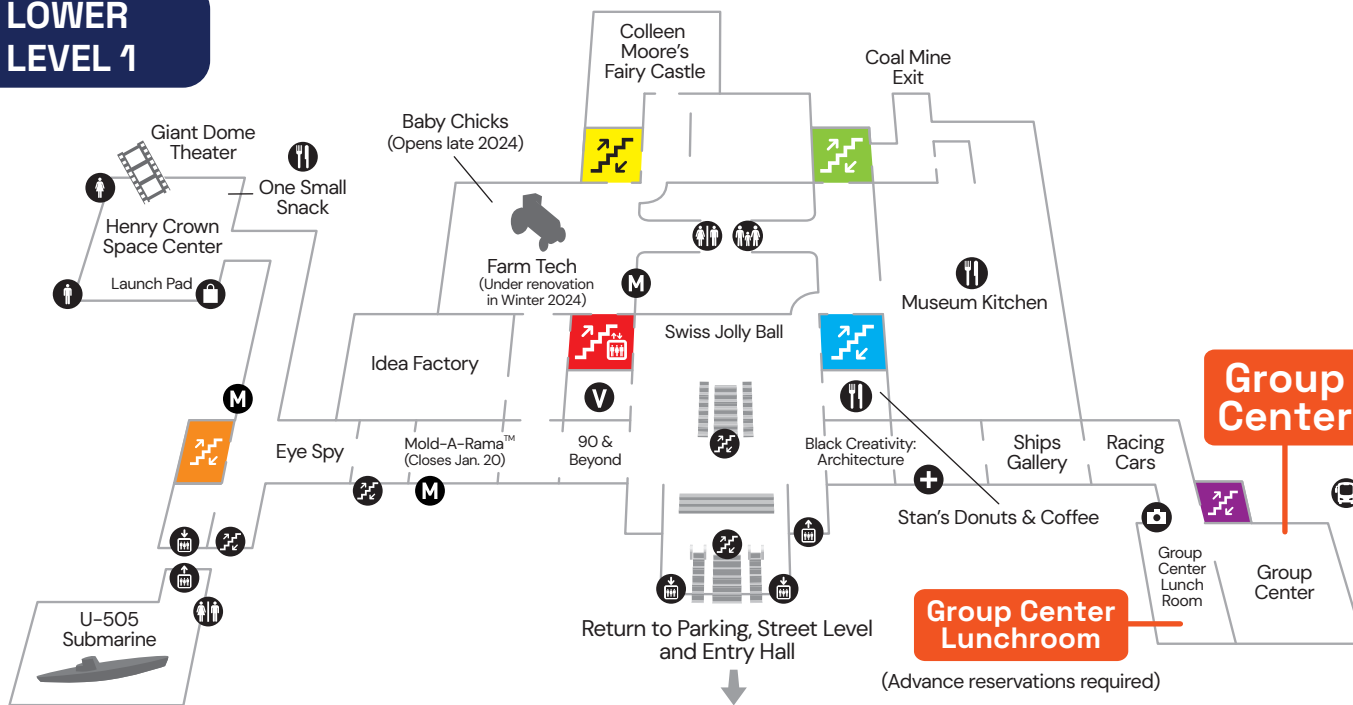 LOWER
LEVEL 1
Colleen
Moore's
Fairy Castle
Coal Mine
Exit
Baby Chicks
(Opens late 2024)
Giant Dome
Theater
One Small
Snack
Henry Crown
Space Center
Launch Pad
Farm Tech
(Under renovation
in Winter 2024)
M
Museum Kitchen
Swiss Jolly Ball
Idea Factory
V
M
Group
Center
Eye Spy
Mold-A-Rama™
(Closes Jan. 20)
90 &
Beyond
Black Creativity:
Architecture
Ships
Gallery
Racing
Cars
M
Stan's Donuts & Coffee
Group
Center
Lunch
Room
Group
Center
U-505
Submarine
Group Center
Lunchroom
Return to Parking, Street Level
and Entry Hall
(Advance reservations required)